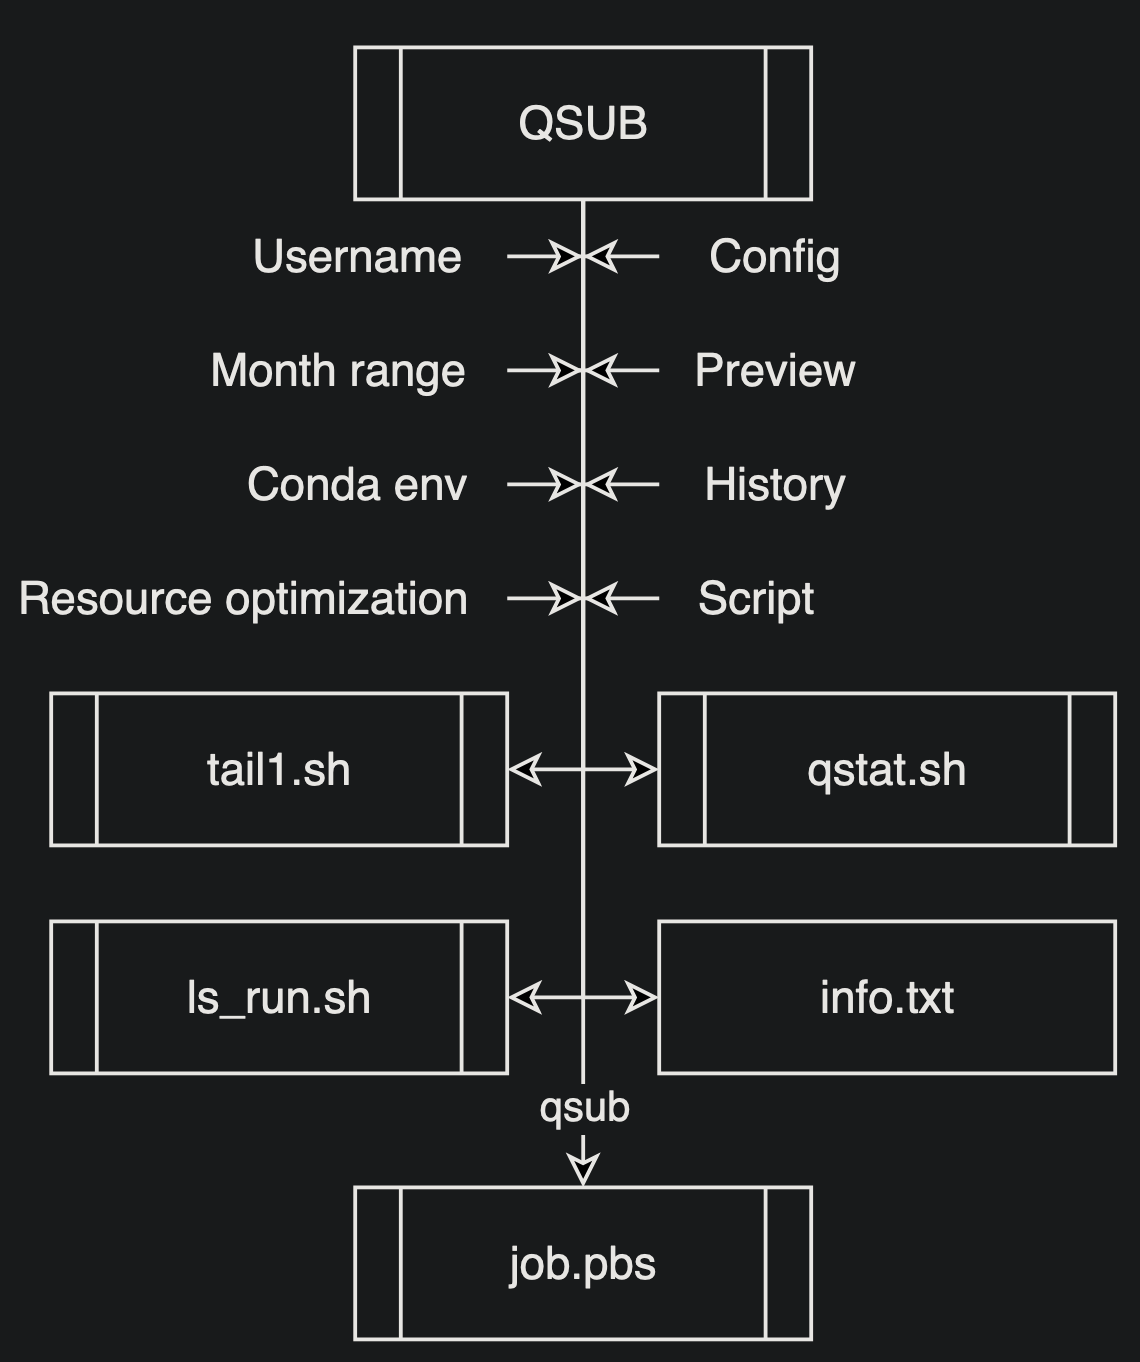 QSUB
Username
Config
Month range
Preview
Conda env
History
Resource optimization
Script
tail1.sh
qstat.sh
ls_run.sh
info.txt
qsub
job.pbs